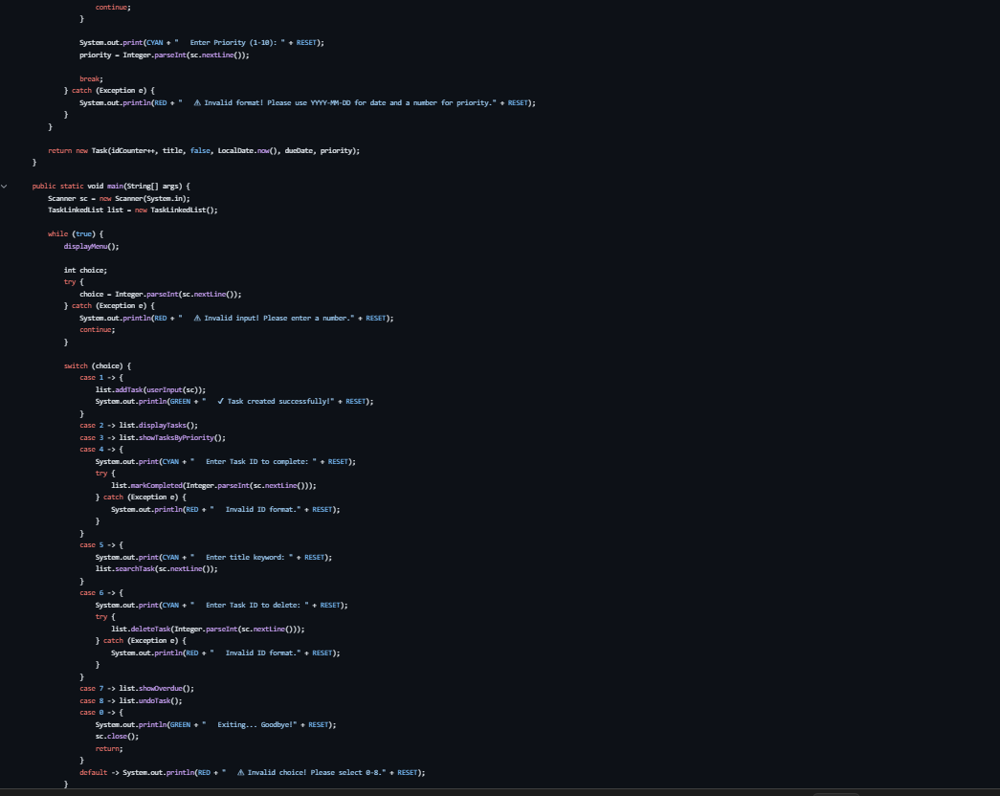 continue;
            }

            System.out.print(CYAN + "   Enter Priority (1-10): " + RESET);
            priority = Integer.parseInt(sc.nextLine());

            break;
        } catch (Exception e) {
            System.out.println(RED + "   ⚠ Invalid format! Please use YYYY-MM-DD for date and a number for priority." + RESET);
        }
    }

    return new Task(idCounter++, title, false, LocalDate.now(), dueDate, priority);
}

public static void main(String[] args) {
    Scanner sc = new Scanner(System.in);
    TaskLinkedList list = new TaskLinkedList();

    while (true) {
        displayMenu();

        int choice;
        try {
            choice = Integer.parseInt(sc.nextLine());
        } catch (Exception e) {
            System.out.println(RED + "   ⚠ Invalid input! Please enter a number." + RESET);
            continue;
        }

        switch (choice) {
            case 1 -> {
                list.addTask(userInput(sc));
                System.out.println(GREEN + "   ✔ Task created successfully!" + RESET);
            }
            case 2 -> list.displayTasks();
            case 3 -> list.showTasksByPriority();
            case 4 -> {
                System.out.print(CYAN + "   Enter Task ID to complete: " + RESET);
                try {
                    list.markCompleted(Integer.parseInt(sc.nextLine()));
                } catch (Exception e) {
                    System.out.println(RED + "   Invalid ID format." + RESET);
                }
            }
            case 5 -> {
                System.out.print(CYAN + "   Enter title keyword: " + RESET);
                list.searchTask(sc.nextLine());
            }
            case 6 -> {
                System.out.print(CYAN + "   Enter Task ID to delete: " + RESET);
                try {
                    list.deleteTask(Integer.parseInt(sc.nextLine()));
                } catch (Exception e) {
                    System.out.println(RED + "   Invalid ID format." + RESET);
                }
            }
            case 7 -> list.showOverdue();
            case 8 -> list.undoTask();
            case 0 -> {
                System.out.println(GREEN + "   Exiting... Goodbye!" + RESET);
                sc.close();
                return;
            }
            default -> System.out.println(RED + "   ⚠ Invalid choice! Please select 0-8." + RESET);
        }